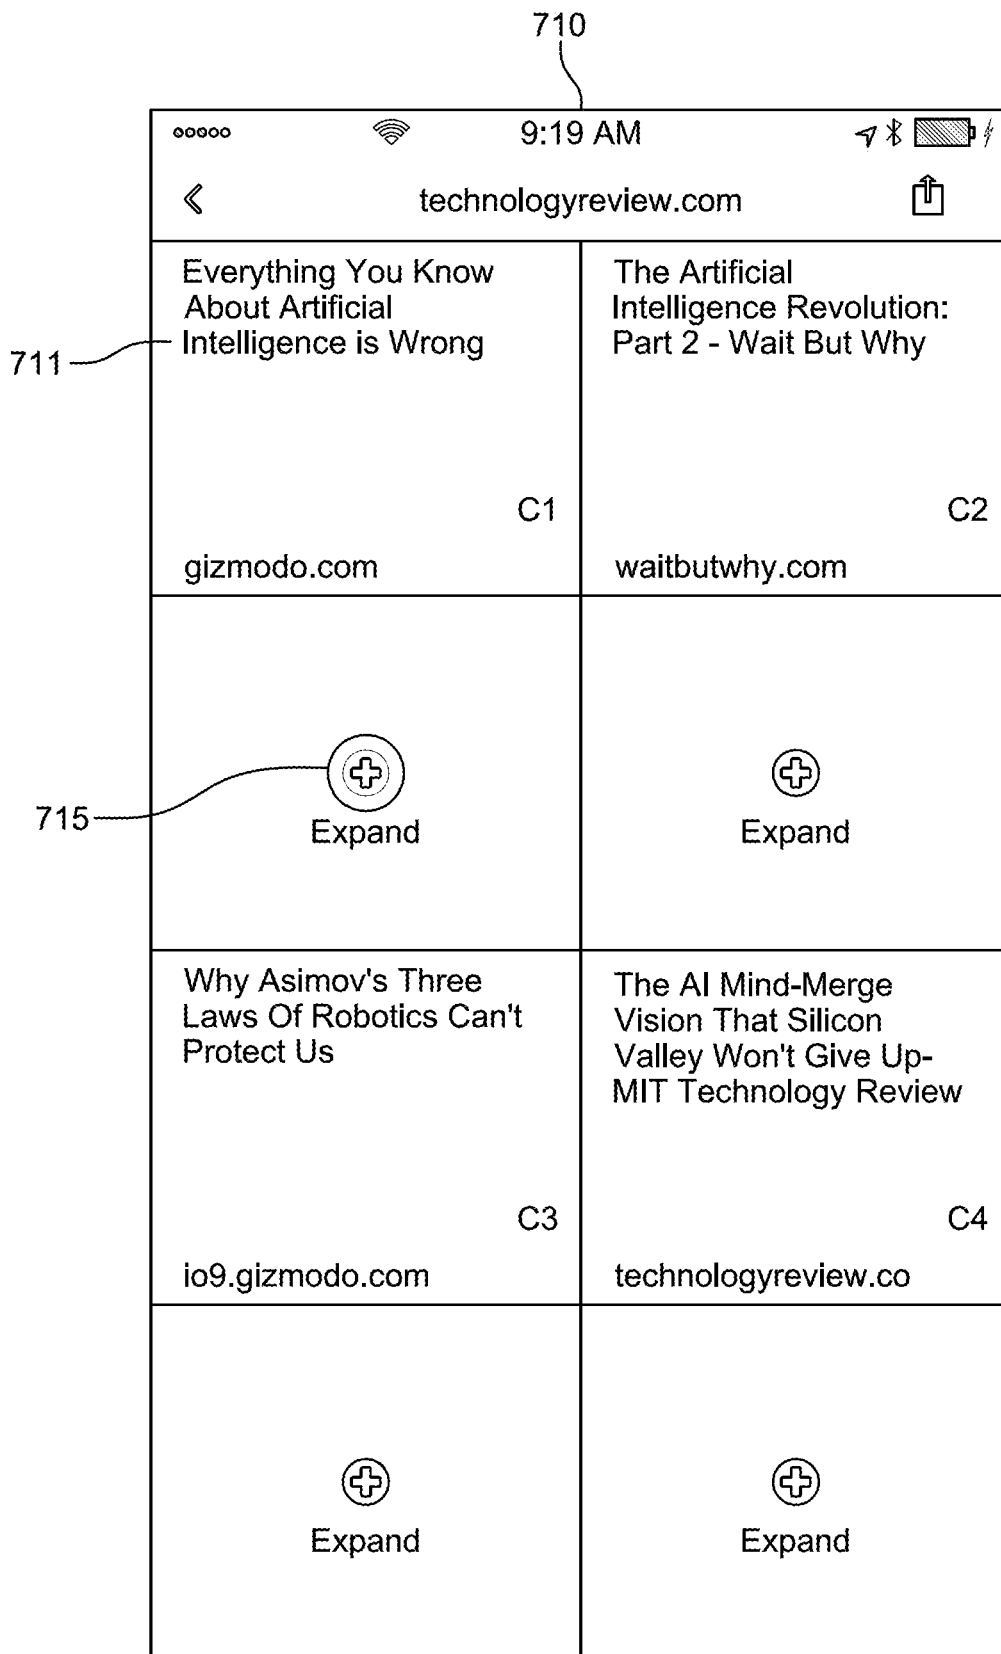 710
9:19 AM
technologyreview.com
Everything You Know
About Artificial
Intelligence is Wrong
711
C1
gizmodo.com
The Artificial
Intelligence Revolution:
Part 2 - Wait But Why
C2
waitbutwhy.com
715
Expand
Expand
Why Asimov's Three
Laws Of Robotics Can't
Protect Us
C3
io9.gizmodo.com
The AI Mind-Merge
Vision That Silicon
Valley Won't Give Up-
MIT Technology Review
C4
technologyreview.co
Expand
Expand